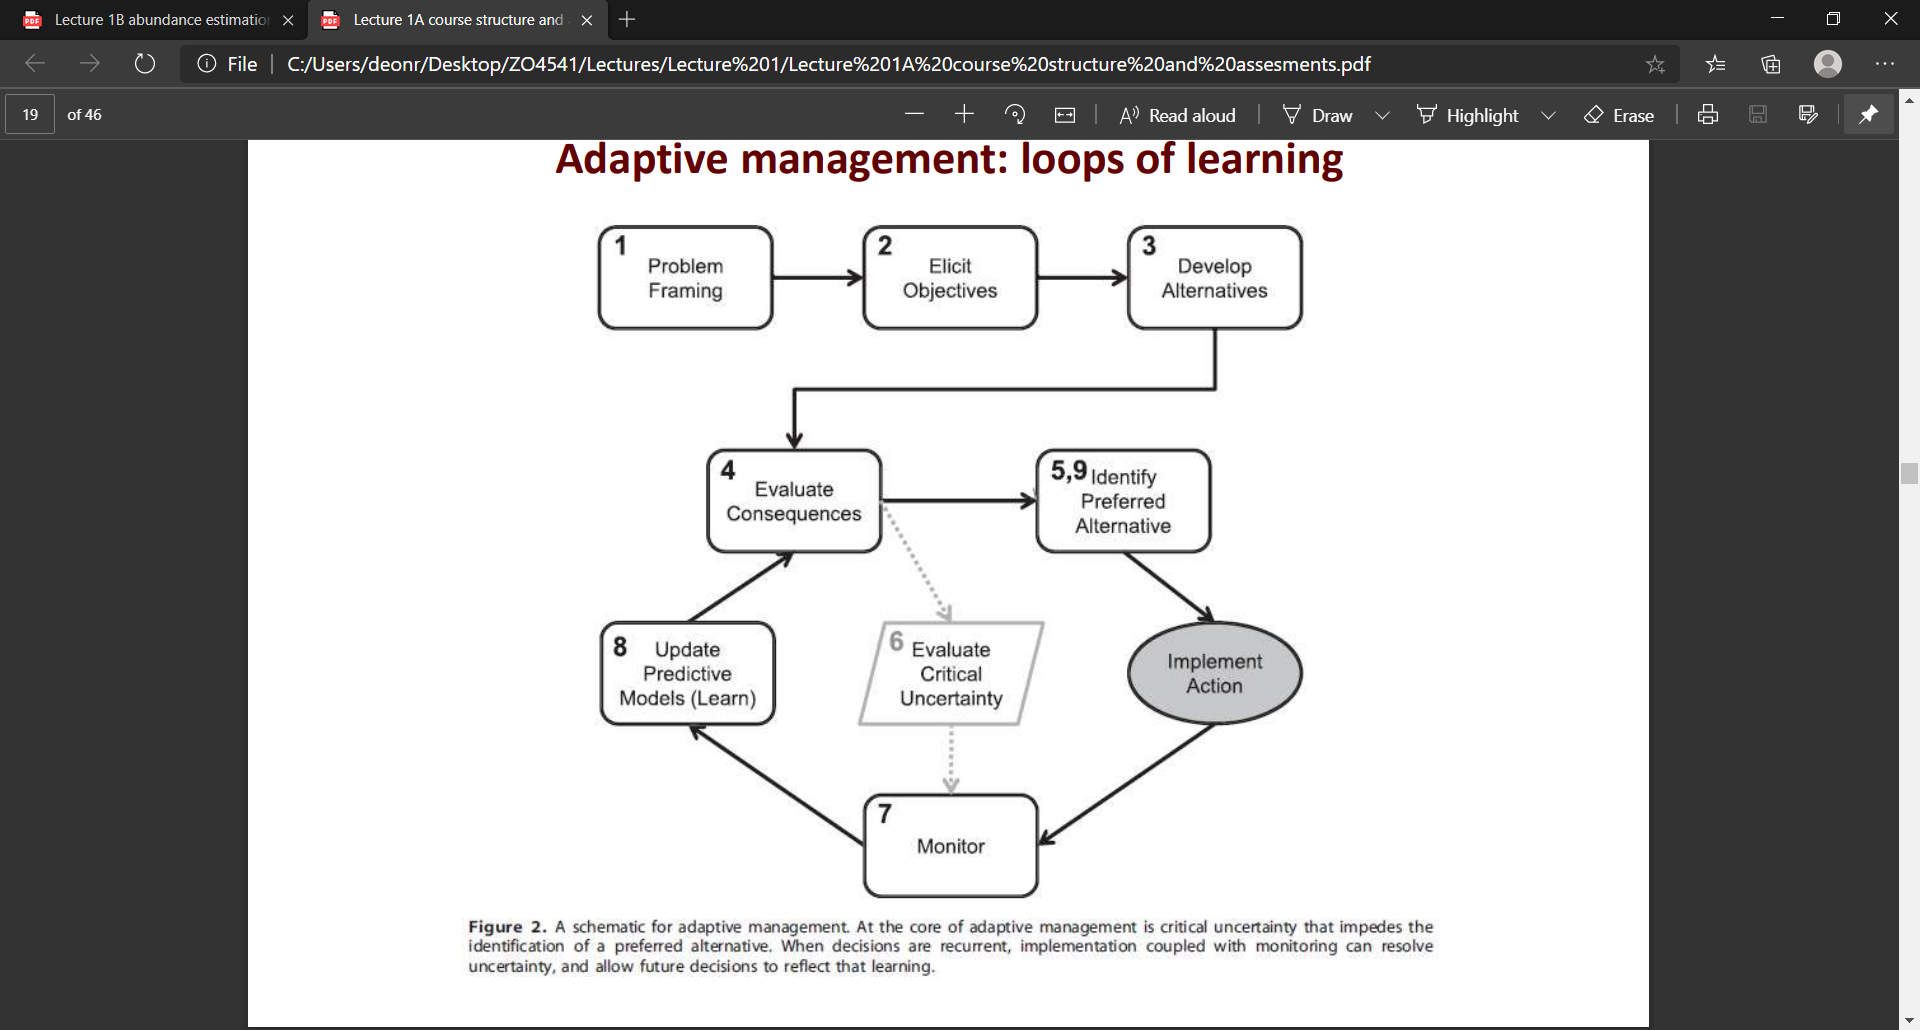 Lecture 1B abundance estimatio
Lecture 1A course structure and
File
C:/Users/deonr/Desktop/ZO4541/Lectures/Lecture%201/Lecture%201A%20course%20structure%20and%20assesments.pdf
19 of 46
Read aloud
Draw
Highlight
Erase
Adaptive management: loops of learning
1
Problem
Framing
2
Elicit
Objectives
3
Develop
Alternatives
4
Evaluate
Consequences
5,9 Identify
Preferred
Alternative
8 Update
Predictive
Models (Learn)
6 Evaluate
Critical
Uncertainty
Implement
Action
7
Monitor
Figure 2. A schematic for adaptive management. At the core of adaptive management is critical uncertainty that impedes the
identification of a preferred alternative. When decisions are recurrent, implementation coupled with monitoring can resolve
uncertainty, and allow future decisions to reflect that learning.